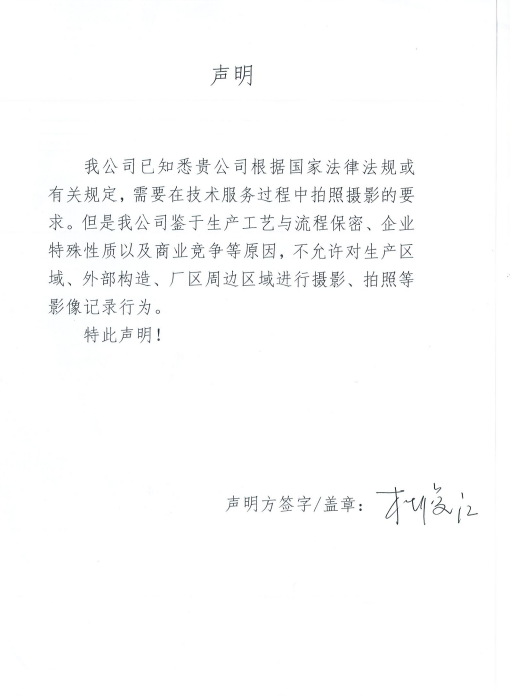 声明
我公司已知悉贵公司根据国家法律法规或
有关规定，需要在技术服务过程中拍照摄影的要
求。但是我公司鉴于生产工艺与流程保密、企业
特殊性质以及商业竞争等原因，不允许对生产区
域、外部构造、厂区周边区域进行摄影、拍照等
影像记录行为。
特此声明！
声明方签字/盖章：